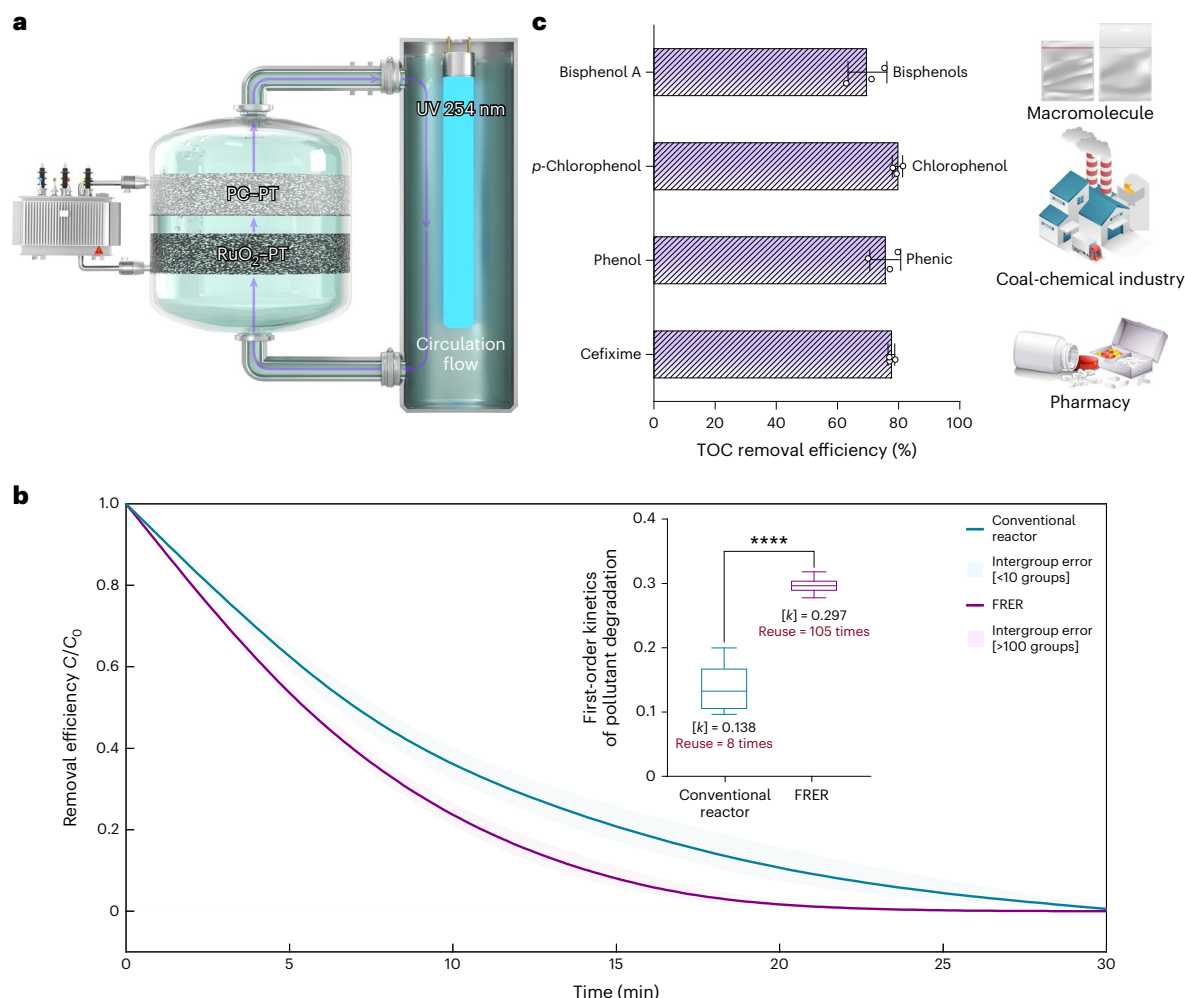 a
PC–PT
RuO2–PT
UV 254 nm
Circulation
flow
c
Bisphenol A
p-Chlorophenol
Phenol
Cefixime
Bisphenols
Chlorophenol
Phenic
0
20
40
60
80
100
TOC removal efficiency (%)
Macromolecule
Coal-chemical industry
Pharmacy
b
Removal efficiency C/C0
1.0
0.8
0.6
0.4
0.2
0
0
5
10
15
20
25
30
Time (min)
First-order kinetics
of pollutant degradation
0.4
0.3
0.2
0.1
0
****
[k] = 0.297
Reuse = 105 times
[k] = 0.138
Reuse = 8 times
Conventional
reactor
FRER
Conventional
reactor
Intergroup error
[<10 groups]
FRER
Intergroup error
[>100 groups]